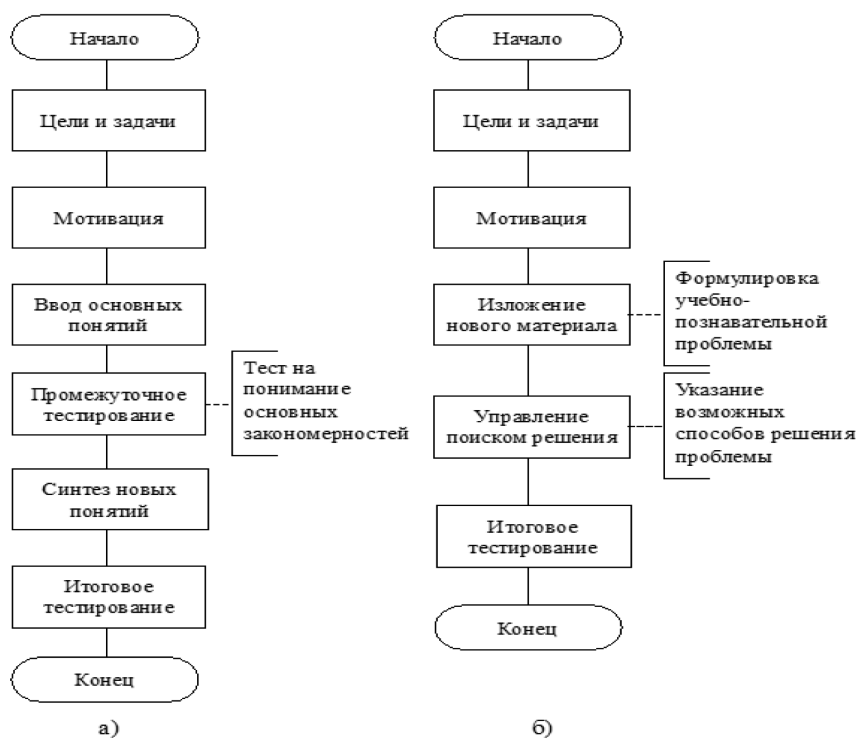 Начало
Цели и задачи
Мотивация
Ввод основных
понятий
Промежуточное
тестирование
Тест на
понимание
основных
закономерностей
Синтез новых
понятий
Итоговое
тестирование
Конец
а)
Начало
Цели и задачи
Мотивация
Изложение
нового материала
Формулировка
учебно-
познавательной
проблемы
Управление
поиском решения
Указание
возможных
способов решения
проблемы
Итоговое
тестирование
Конец
б)